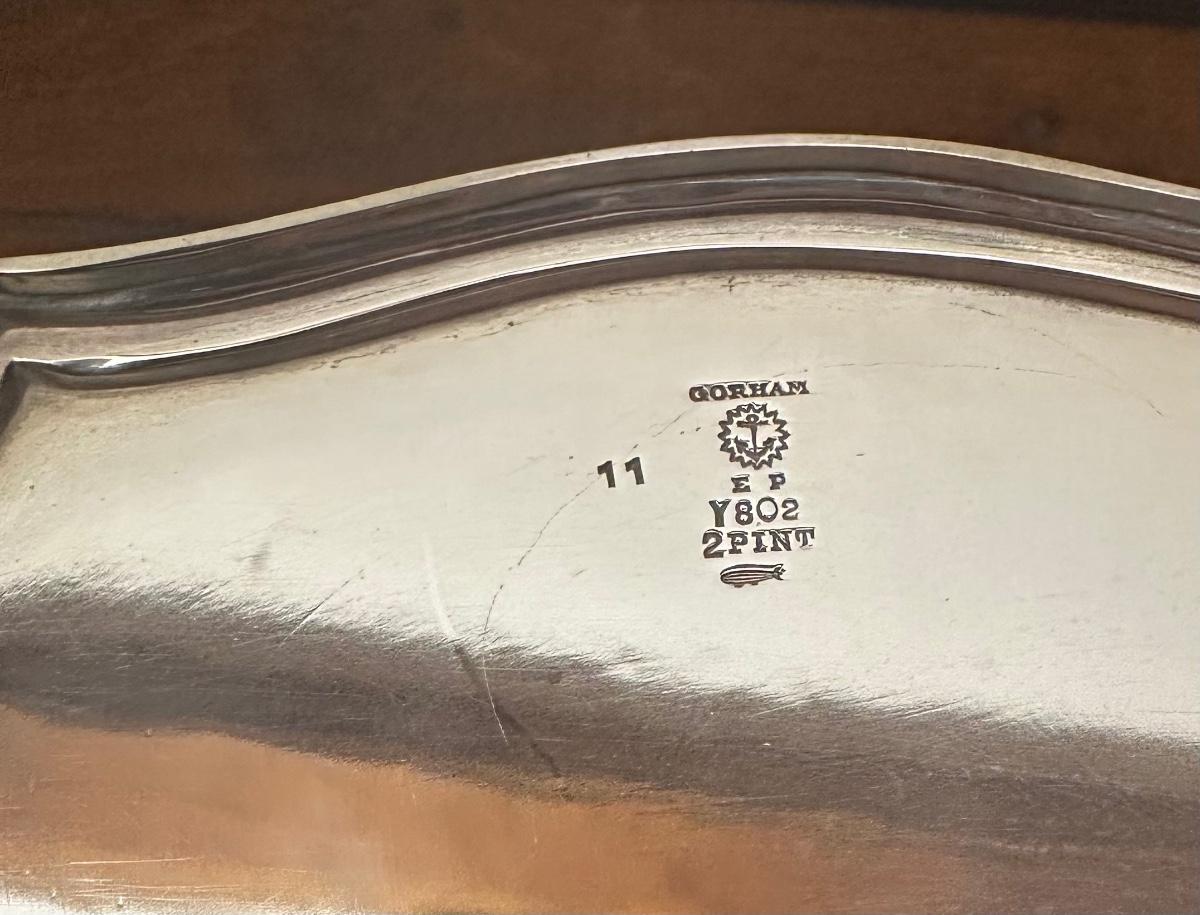 GORHAM
11
E P
Y802
2PINT